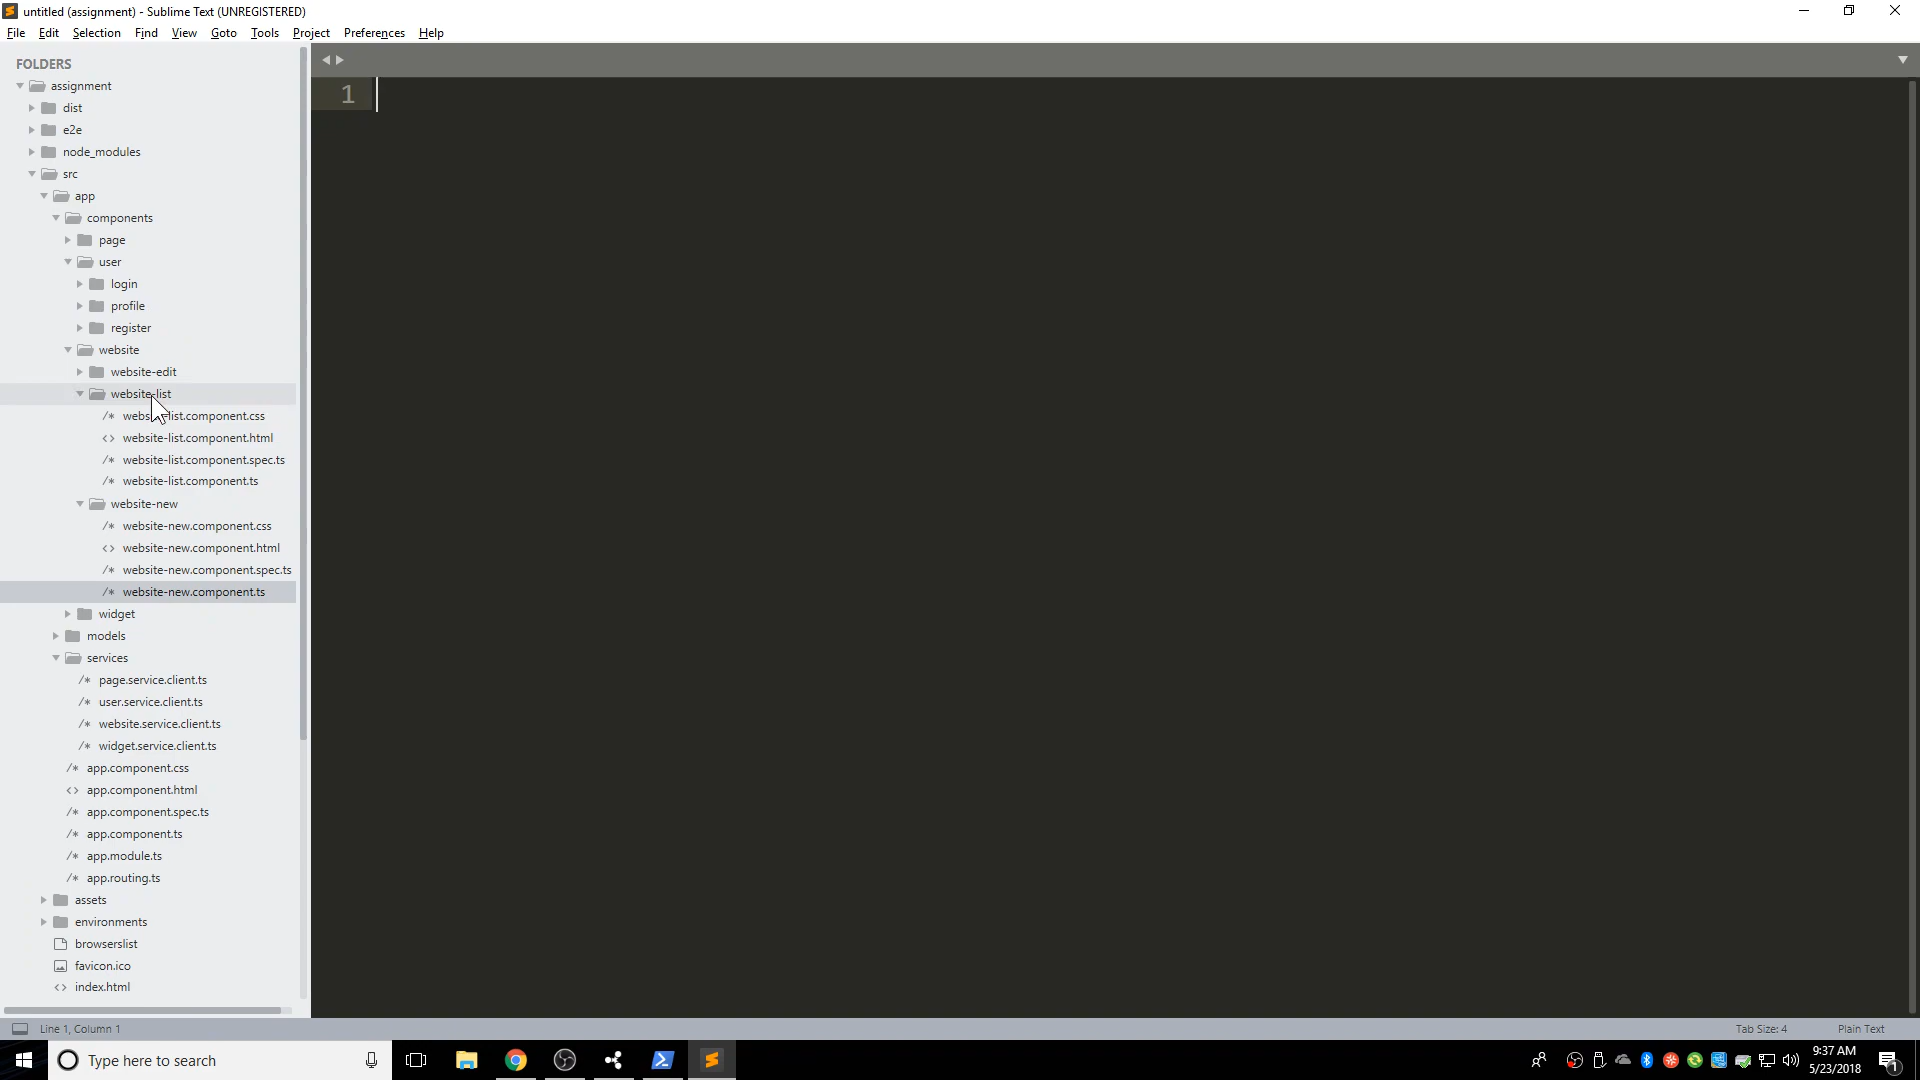 untitled (assignment) - Sublime Text (UNREGISTERED)
File Edit Selection Find View Goto Tools Project Preferences Help
FOLDERS
assignment
dist
e2e
node_modules
src
app
components
page
user
login
profile
register
website
website-edit
website-list
website-list.component.css
website-list.component.html
website-list.component.spec.ts
website-list.component.ts
website-new
website-new.component.css
website-new.component.html
website-new.component.spec.ts
website-new.component.ts
widget
models
services
page.service.client.ts
user.service.client.ts
website.service.client.ts
widget.service.client.ts
app.component.css
app.component.html
app.component.spec.ts
app.component.ts
app.module.ts
app.routing.ts
assets
environments
browserslist
favicon.ico
index.html
1
Line 1, Column 1
Tab Size: 4
Plain Text
Type here to search
9:37 AM
5/23/2018
1